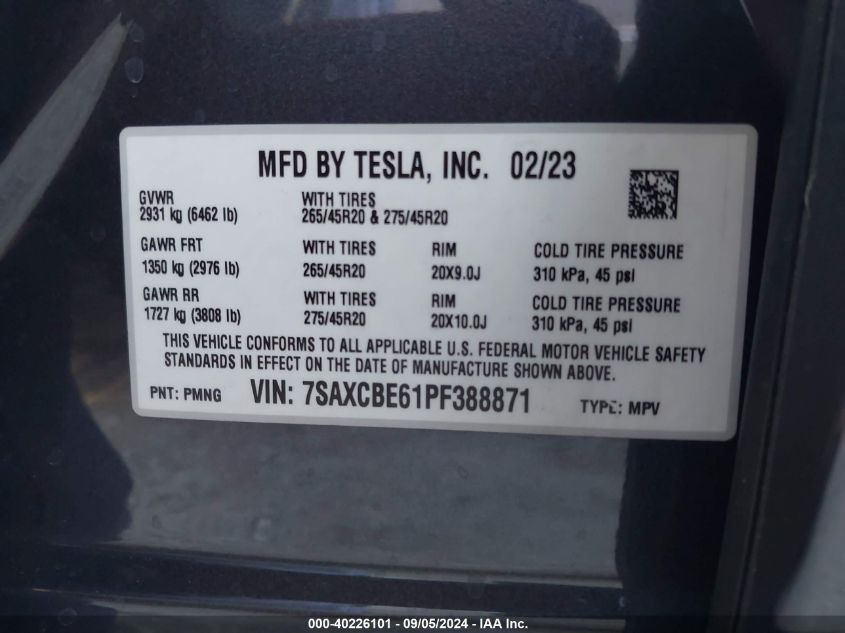 MFD BY TESLA, INC. 02/23
GVWR WITH TIRES
2931 kg (6462 lb) 265/45R20 & 275/45R20
GAWR FRT WITH TIRES RIM COLD TIRE PRESSURE
1350 kg (2976 lb) 265/45R20 20X9.0J 310 kPa, 45 psi
GAWR RR WITH TIRES RIM COLD TIRE PRESSURE
1727 kg (3808 lb) 275/45R20 20X10.0J 310 kPa, 45 psi
THIS VEHICLE CONFORMS TO ALL APPLICABLE U.S. FEDERAL MOTOR VEHICLE SAFETY
STANDARDS IN EFFECT ON THE DATE OF MANUFACTURE SHOWN ABOVE.
PNT: PMNG VIN: 7SAXCBE61PF388871 TYPE: MPV
000-40226101 - 09/05/2024 - IAA Inc.